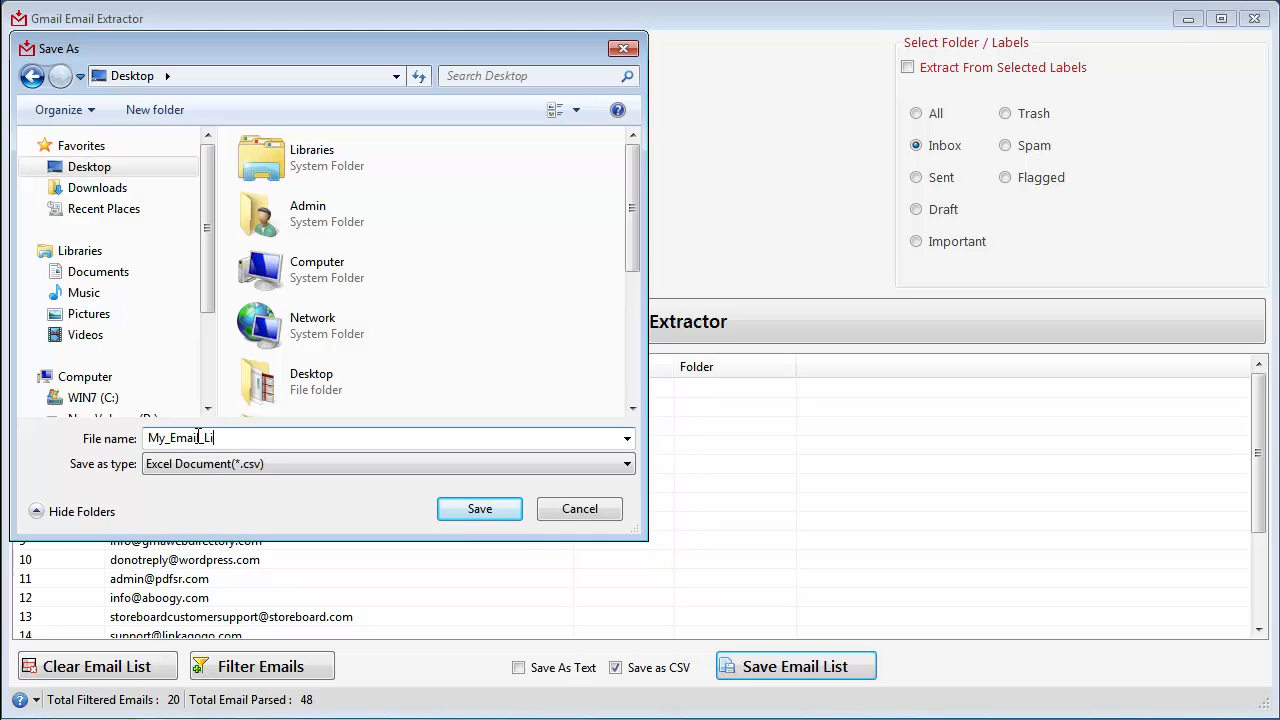 Gmail Email Extractor
Save As
Desktop
Search Desktop
Organize
New folder
Favorites
Desktop
Downloads
Recent Places
Libraries
Documents
Music
Pictures
Videos
Computer
WIN7 (C:)
Libraries
System Folder
Admin
System Folder
Computer
System Folder
Network
System Folder
Desktop
File folder
File name: My_Email_Li
Save as type: Excel Document(*.csv)
Hide Folders
Save
Cancel
Select Folder / Labels
Extract From Selected Labels
All
Trash
Inbox
Spam
Sent
Flagged
Draft
Important
Extractor
Folder
10 donotreply@wordpress.com
11 admin@pdfsr.com
12 info@aboogy.com
13 storeboardcustomersupport@storeboard.com
14 support@linkagogo.com
Clear Email List
Filter Emails
Save As Text
Save as CSV
Save Email List
Total Filtered Emails : 20
Total Email Parsed : 48